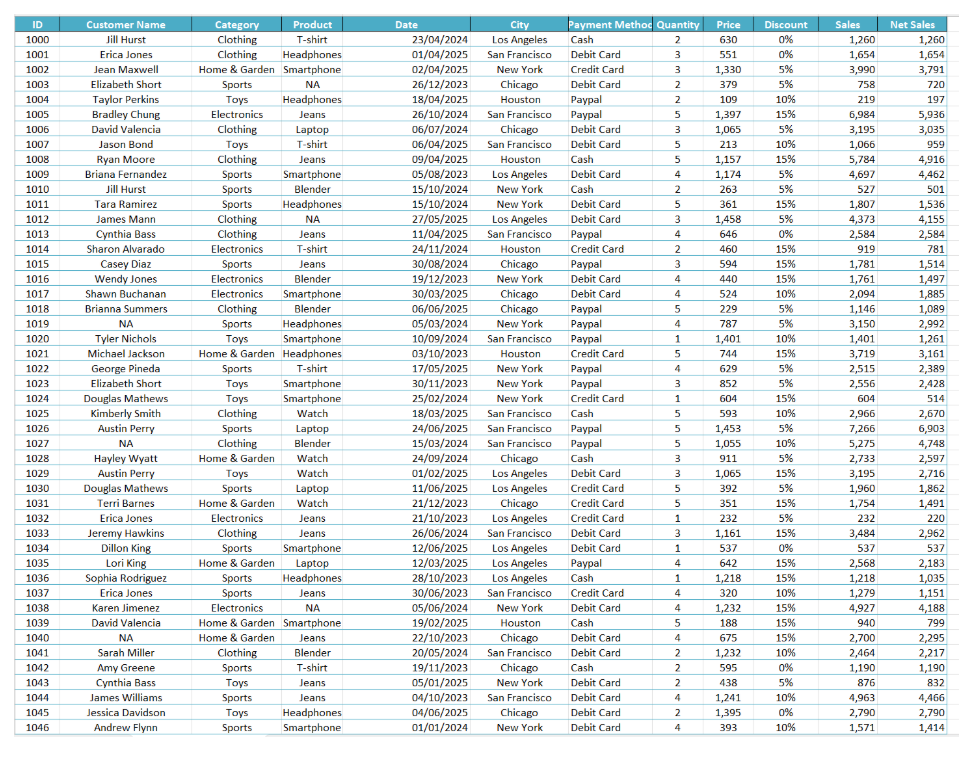 ID Customer Name Category Product Date City Payment Method Quantity Price Discount Sales Net Sales
1000 Jill Hurst Clothing T-shirt 23/04/2024 Los Angeles Cash 2 630 0% 1,260 1,260
1001 Erica Jones Clothing Headphones 01/04/2025 San Francisco Debit Card 3 551 0% 1,654 1,654
1002 Jean Maxwell Home & Garden Smartphone 02/04/2025 New York Credit Card 3 1,330 5% 3,990 3,791
1003 Elizabeth Short Sports NA 26/12/2023 Chicago Debit Card 2 379 5% 758 720
1004 Taylor Perkins Toys Headphones 18/04/2025 Houston Paypal 2 109 10% 219 197
1005 Bradley Chung Electronics Jeans 26/10/2024 San Francisco Paypal 5 1,397 15% 6,984 5,936
1006 David Valencia Clothing Laptop 06/07/2024 Chicago Debit Card 3 1,065 5% 3,195 3,035
1007 Jason Bond Toys T-shirt 06/04/2025 San Francisco Debit Card 5 213 10% 1,066 959
1008 Ryan Moore Clothing Jeans 09/04/2025 Houston Cash 5 1,157 15% 5,784 4,916
1009 Briana Fernandez Sports Smartphone 05/08/2023 Los Angeles Debit Card 4 1,174 5% 4,697 4,462
1010 Jill Hurst Sports Blender 15/10/2024 New York Cash 2 263 5% 527 501
1011 Tara Ramirez Sports Headphones 15/10/2024 New York Debit Card 5 361 15% 1,807 1,536
1012 James Mann Clothing NA 27/05/2025 Los Angeles Debit Card 3 1,458 5% 4,373 4,155
1013 Cynthia Bass Clothing Jeans 11/04/2025 San Francisco Paypal 4 646 0% 2,584 2,584
1014 Sharon Alvarado Electronics T-shirt 24/11/2024 Houston Credit Card 2 460 15% 919 781
1015 Casey Diaz Sports Jeans 30/08/2024 Chicago Paypal 3 594 15% 1,781 1,514
1016 Wendy Jones Electronics Blender 19/12/2023 New York Debit Card 4 440 15% 1,761 1,497
1017 Shawn Buchanan Electronics Smartphone 30/03/2025 Chicago Debit Card 4 524 10% 2,094 1,885
1018 Brianna Summers Clothing Blender 06/06/2025 Chicago Paypal 5 229 5% 1,146 1,089
1019 NA Sports Headphones 05/03/2024 New York Paypal 4 787 5% 3,150 2,992
1020 Tyler Nichols Toys Smartphone 10/09/2024 San Francisco Paypal 1 1,401 10% 1,401 1,261
1021 Michael Jackson Home & Garden Headphones 03/10/2023 Houston Credit Card 5 744 15% 3,719 3,161
1022 George Pineda Sports T-shirt 17/05/2025 New York Paypal 4 629 5% 2,515 2,389
1023 Elizabeth Short Toys Smartphone 30/11/2023 New York Paypal 3 852 5% 2,556 2,428
1024 Douglas Mathews Toys Smartphone 25/02/2024 New York Credit Card 1 604 15% 604 514
1025 Kimberly Smith Clothing Watch 18/03/2025 San Francisco Cash 5 593 10% 2,966 2,670
1026 Austin Perry Sports Laptop 24/06/2025 San Francisco Paypal 5 1,453 5% 7,266 6,903
1027 NA Clothing Blender 15/03/2024 San Francisco Paypal 5 1,055 10% 5,275 4,748
1028 Hayley Wyatt Home & Garden Watch 24/09/2024 Chicago Cash 3 911 5% 2,733 2,597
1029 Austin Perry Toys Watch 01/02/2025 Los Angeles Debit Card 3 1,065 15% 3,195 2,716
1030 Douglas Mathews Sports Laptop 11/06/2025 Los Angeles Credit Card 5 392 5% 1,960 1,862
1031 Terri Barnes Home & Garden Watch 21/12/2023 Chicago Credit Card 5 351 15% 1,754 1,491
1032 Erica Jones Electronics Jeans 21/10/2023 Los Angeles Credit Card 1 232 5% 232 220
1033 Jeremy Hawkins Clothing Jeans 26/06/2024 San Francisco Debit Card 3 1,161 15% 3,484 2,962
1034 Dillon King Sports Smartphone 12/06/2025 Los Angeles Debit Card 1 537 0% 537 537
1035 Lori King Home & Garden Laptop 12/03/2025 Los Angeles Paypal 4 642 15% 2,568 2,183
1036 Sophia Rodriguez Sports Headphones 28/10/2023 Los Angeles Cash 1 1,218 15% 1,218 1,035
1037 Erica Jones Sports Jeans 30/06/2023 San Francisco Credit Card 4 320 10% 1,279 1,151
1038 Karen Jimenez Electronics NA 05/06/2024 New York Debit Card 4 1,232 15% 4,927 4,188
1039 David Valencia Home & Garden Smartphone 19/02/2025 Houston Cash 5 188 15% 940 799
1040 NA Home & Garden Jeans 22/10/2023 Chicago Debit Card 4 675 15% 2,700 2,295
1041 Sarah Miller Clothing Blender 20/05/2024 San Francisco Debit Card 2 1,232 10% 2,464 2,217
1042 Amy Greene Sports T-shirt 19/11/2023 Chicago Cash 2 595 0% 1,190 1,190
1043 Cynthia Bass Toys Jeans 05/01/2025 New York Debit Card 2 438 5% 876 832
1044 James Williams Sports Jeans 04/10/2023 San Francisco Debit Card 4 1,241 10% 4,963 4,466
1045 Jessica Davidson Toys Headphones 04/06/2025 Chicago Debit Card 2 1,395 0% 2,790 2,790
1046 Andrew Flynn Sports Smartphone 01/01/2024 New York Debit Card 4 393 10% 1,571 1,414